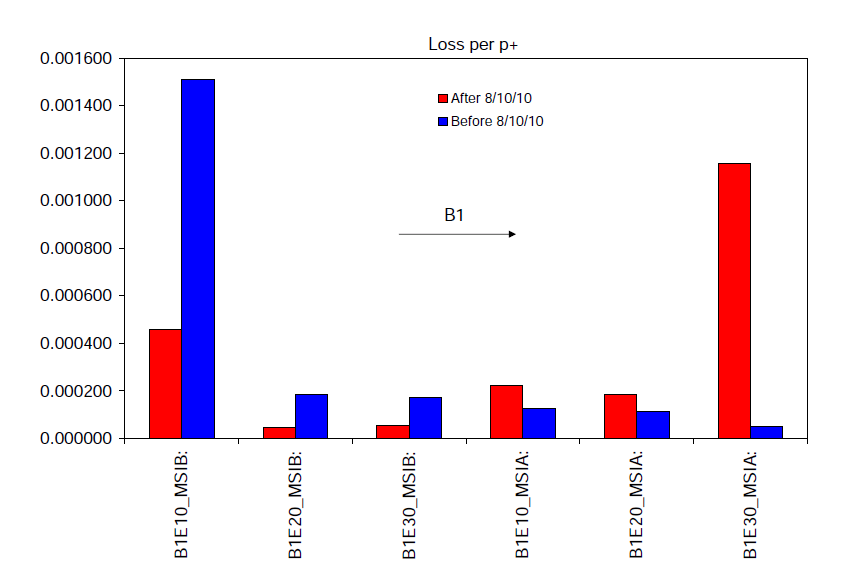 Loss per p+
0.001600
0.001400
0.001200
0.001000
0.000800
0.000600
0.000400
0.000200
0.000000
After 8/10/10
Before 8/10/10
B1
B1E10_MSIB:
B1E20_MSIB:
B1E30_MSIB:
B1E10_MSIA:
B1E20_MSIA:
B1E30_MSIA: